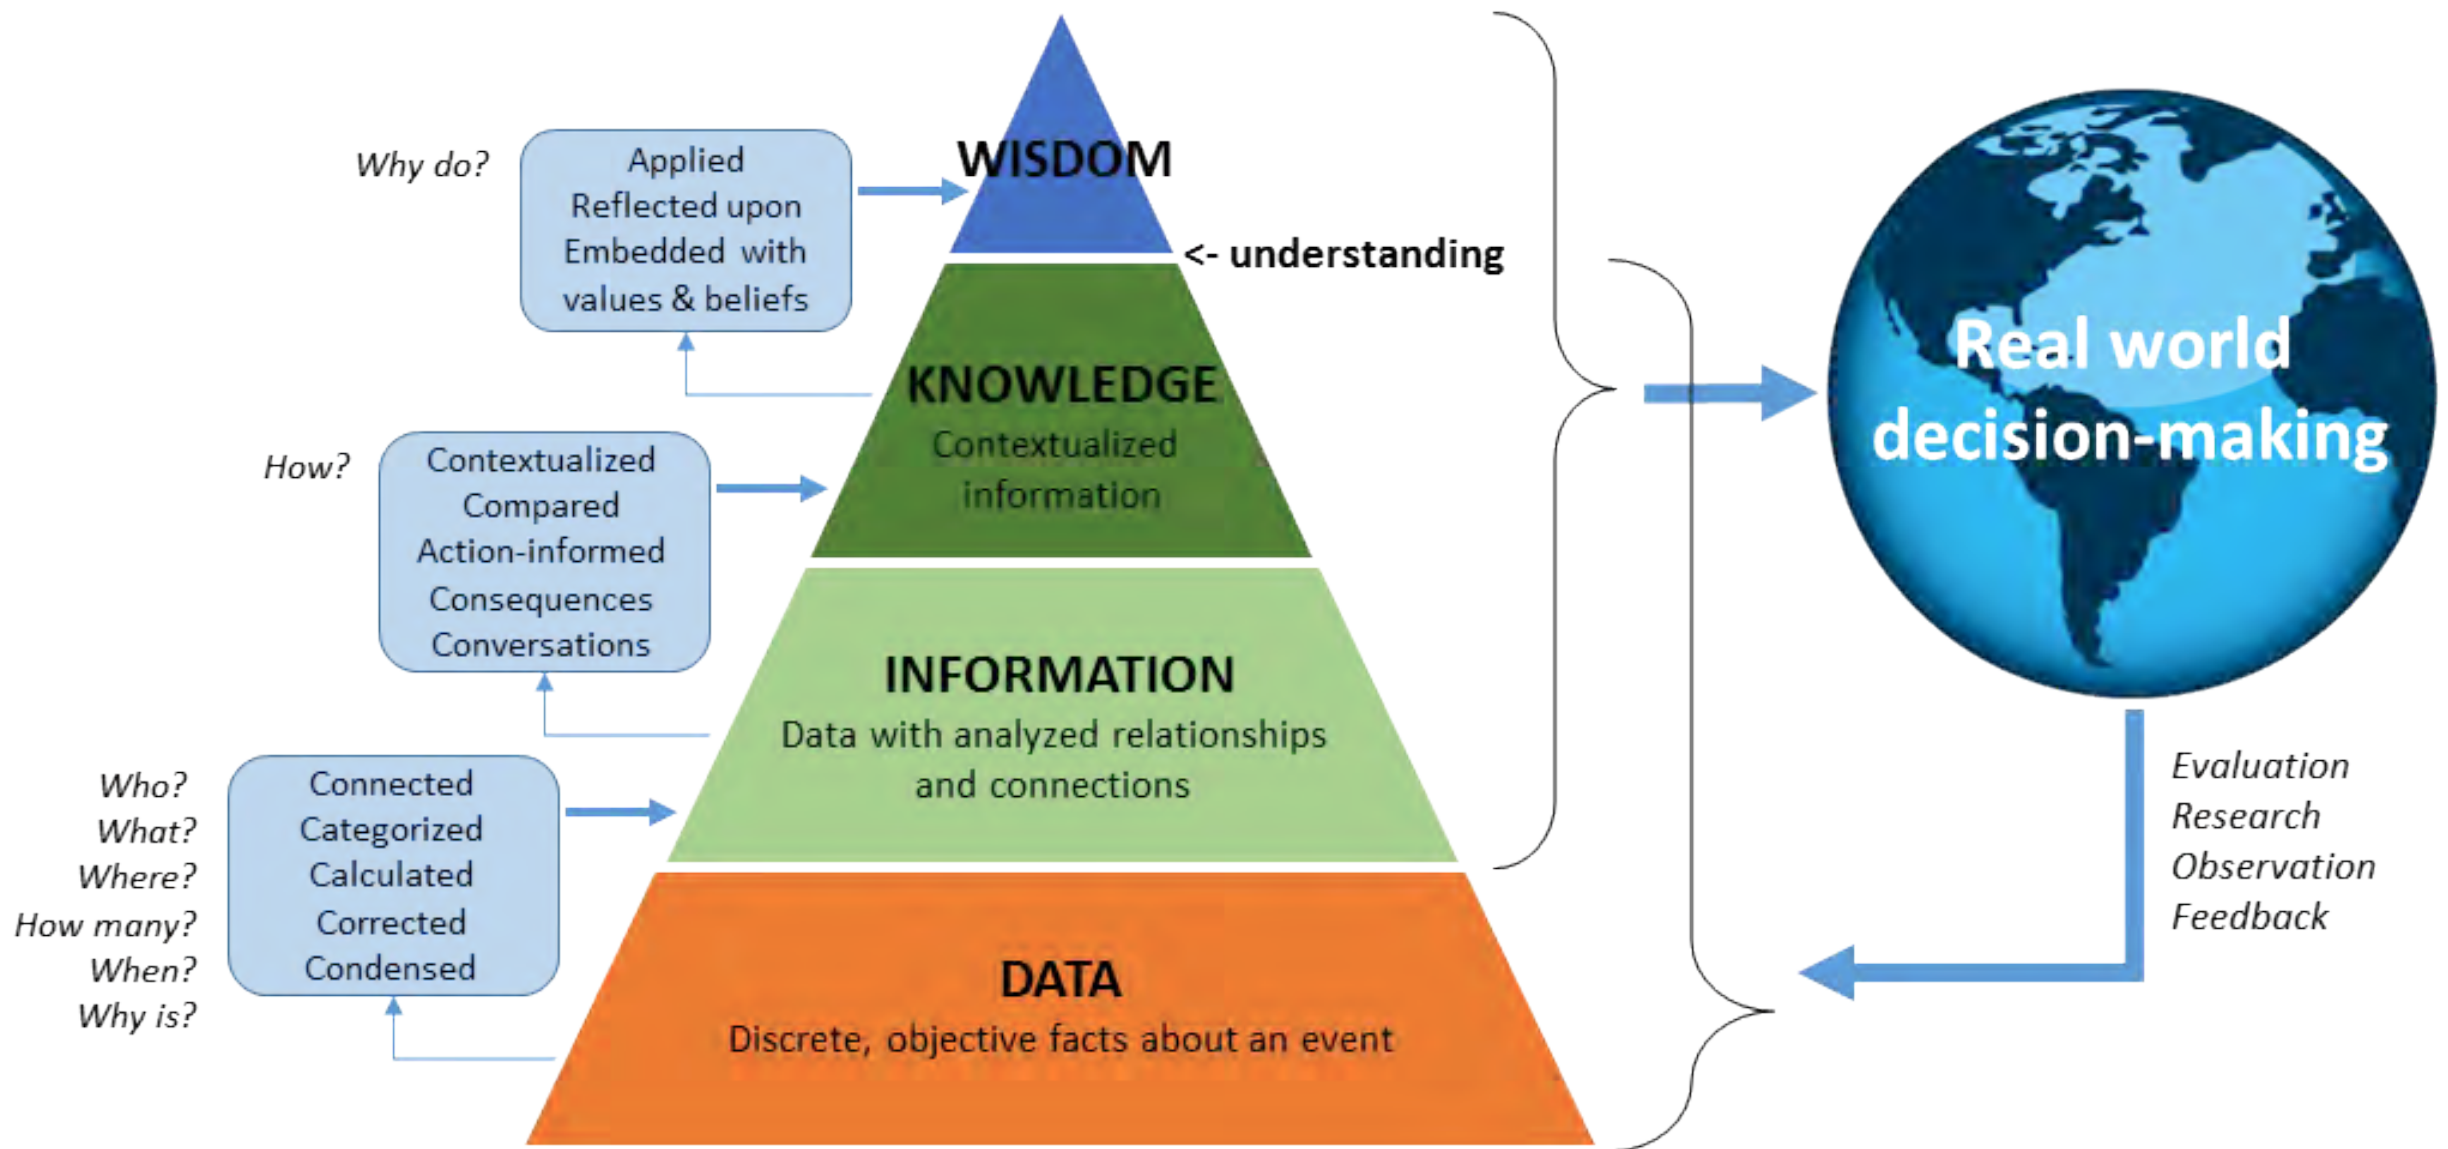 WISDOM
Why do?
Applied
Reflected upon
Embedded with
values & beliefs
<- understanding
KNOWLEDGE
Contextualized
information
How?
Contextualized
Compared
Action-informed
Consequences
Conversations
INFORMATION
Data with analyzed relationships
and connections
Who?
What?
Where?
How many?
When?
Why is?
Connected
Categorized
Calculated
Corrected
Condensed
DATA
Discrete, objective facts about an event
Real world
decision-making
Evaluation
Research
Observation
Feedback